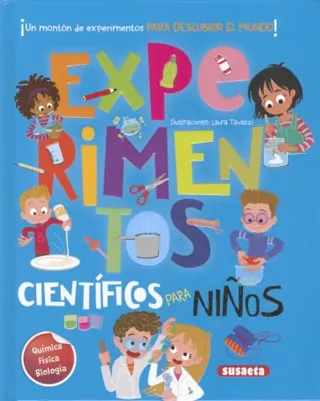 ¡Un montón de experimentos PARA DESCUBRIR EL MUNDO!
EXPE
RIMEN
TOS
Ilustraciones: Laura Tavazzi
CIENTÍFICOS PARA NIÑOS
Química
Física
Biología
susaeta